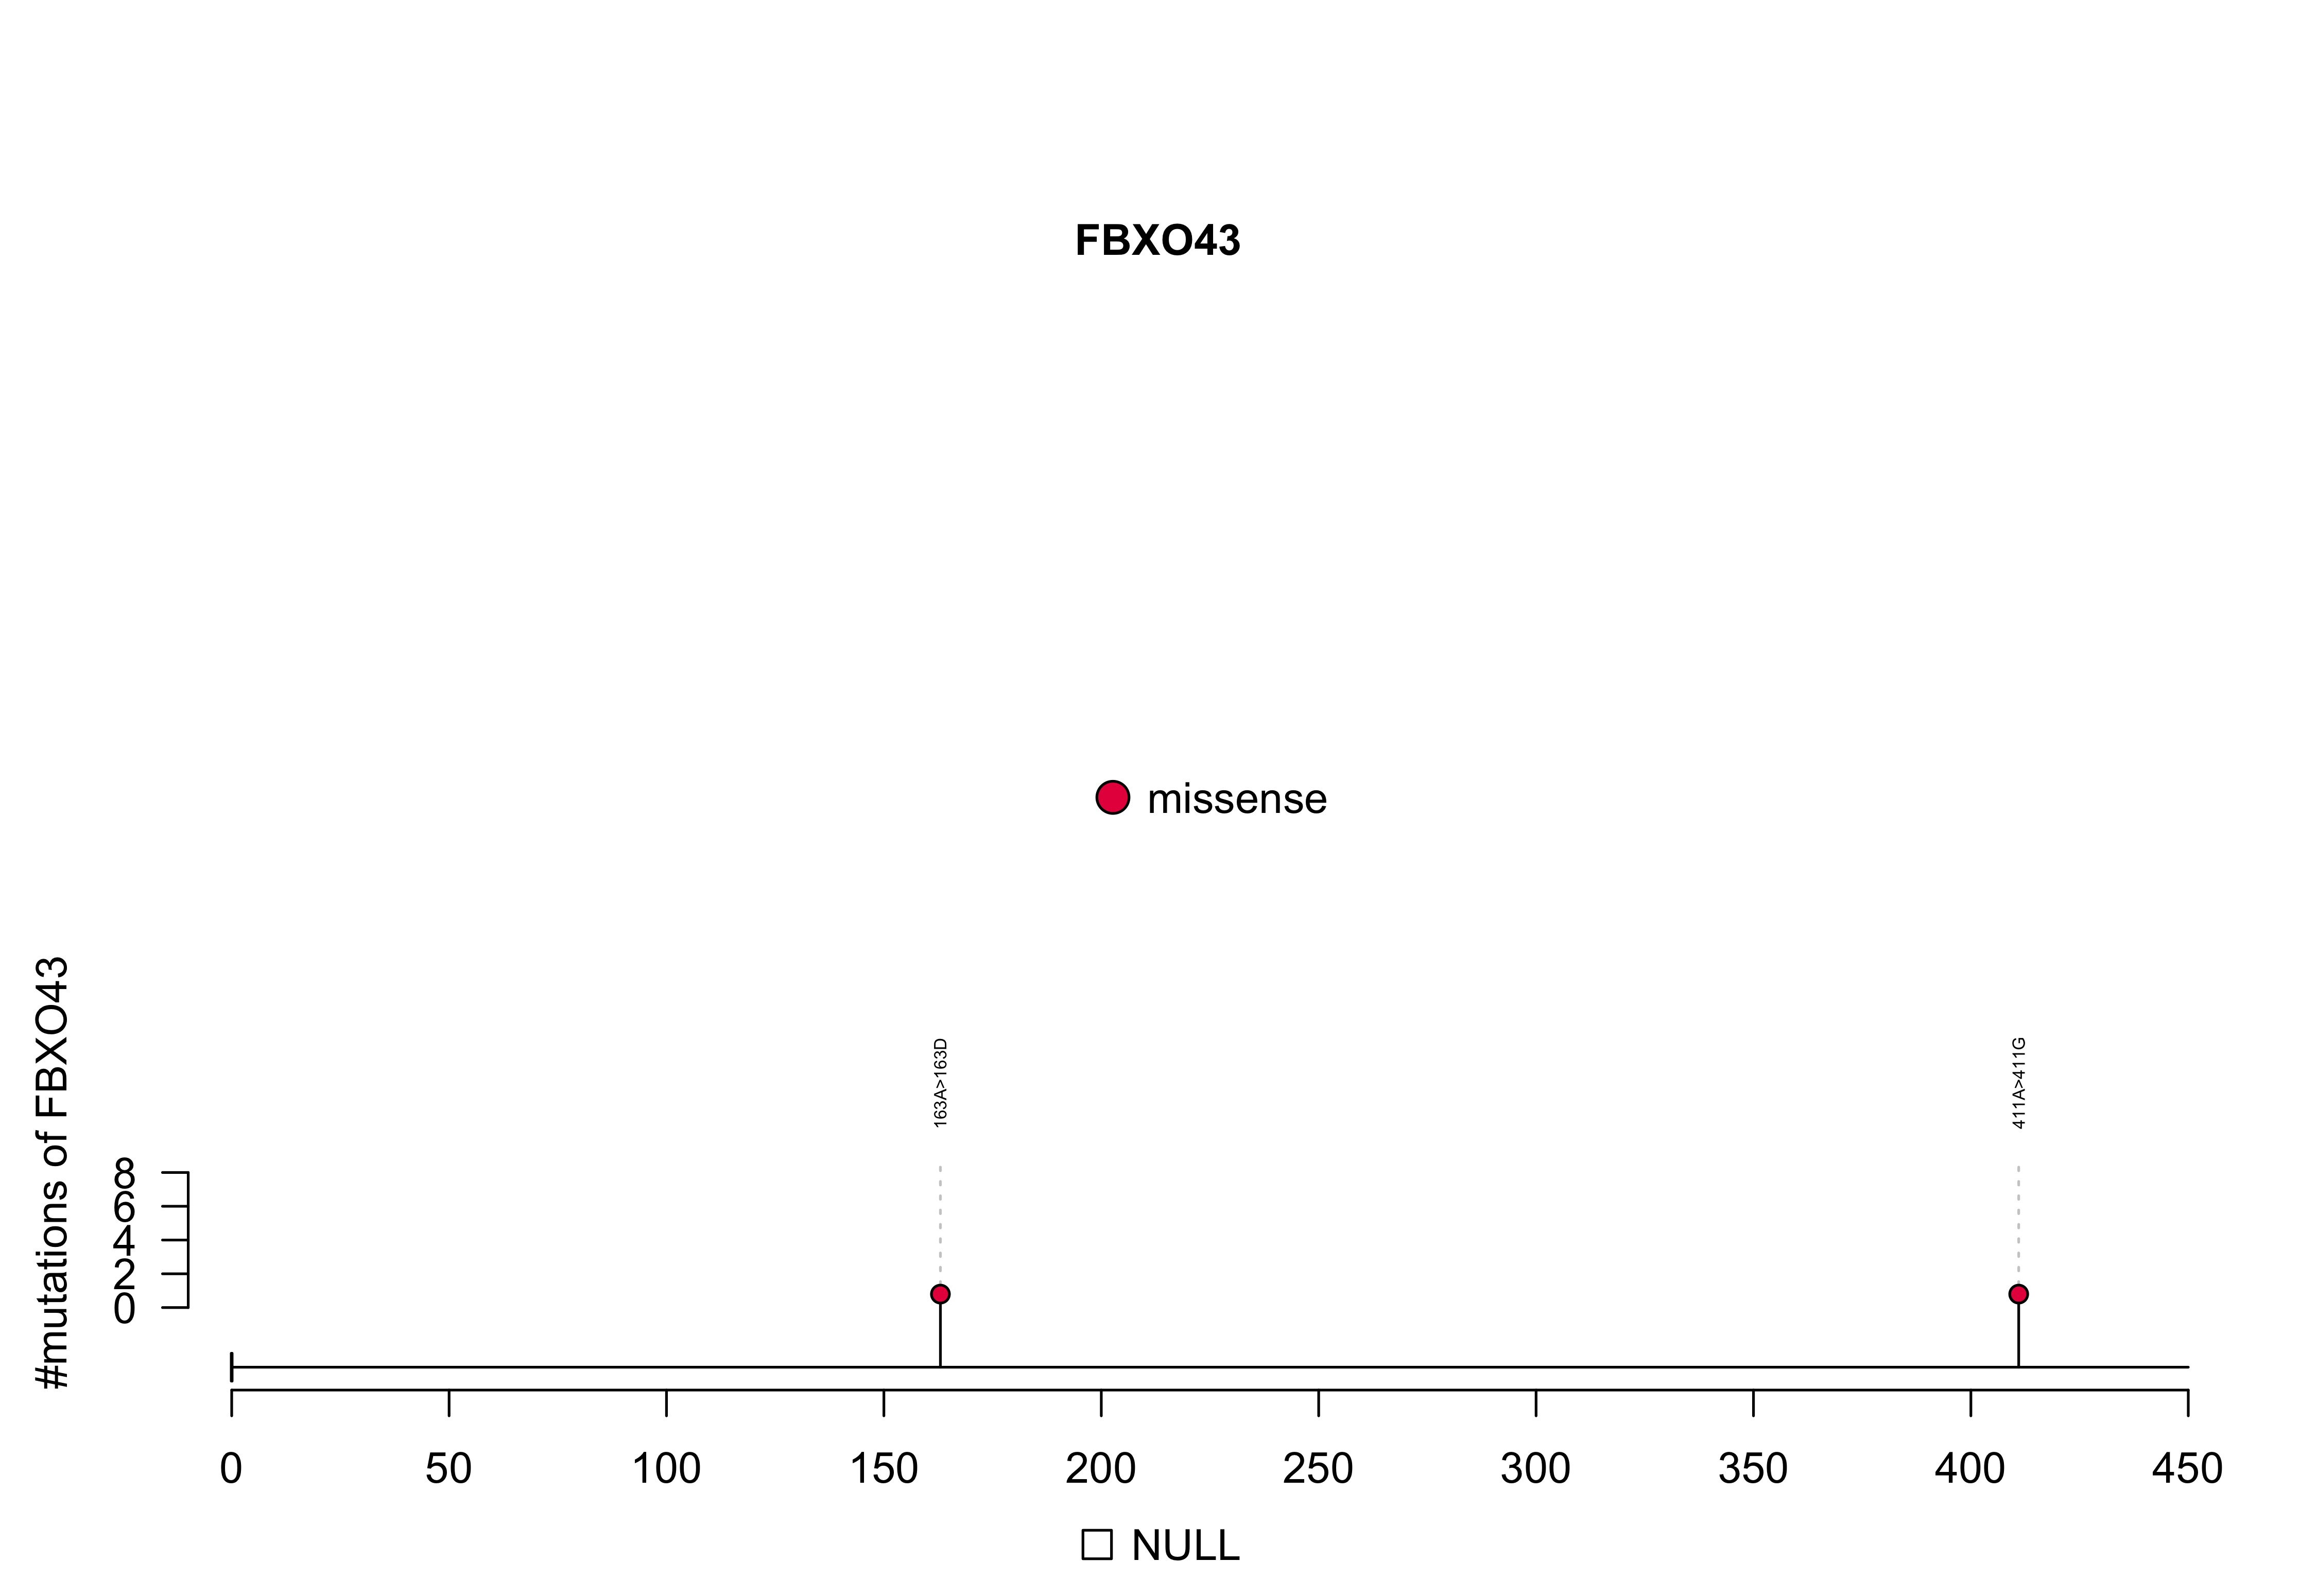 FBXO43
missense
#mutations of FBXO43
163A>163D
411A>411G
8
6
4
2
0
0 50 100 150 200 250 300 350 400 450
NULL